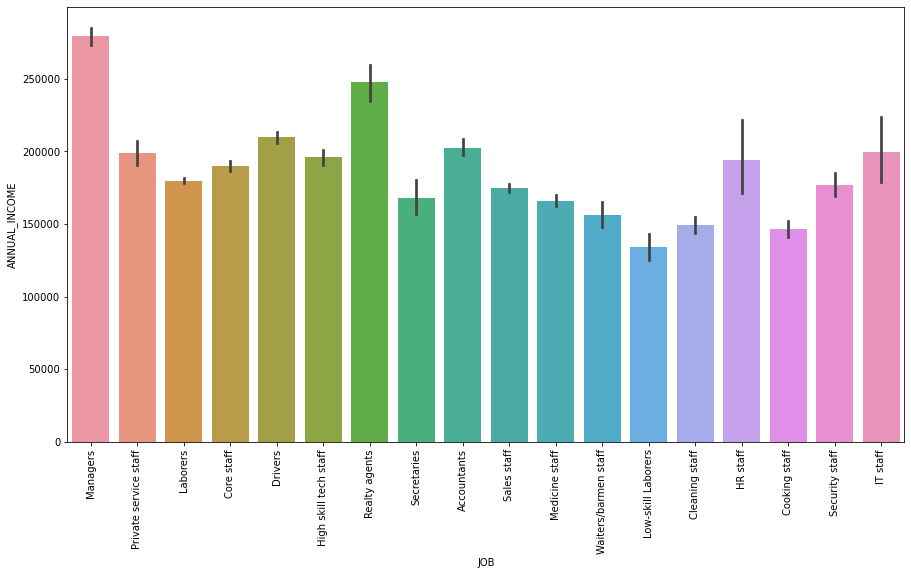 250000
200000
150000
100000
50000
0
ANNUAL_INCOME
Managers
Private service staff
Laborers
Core staff
Drivers
High skill tech staff
Realty agents
Secretaries
Accountants
Sales staff
Medicine staff
Waiters/barmen staff
Low-skill Laborers
Cleaning staff
HR staff
Cooking staff
Security staff
IT staff
JOB